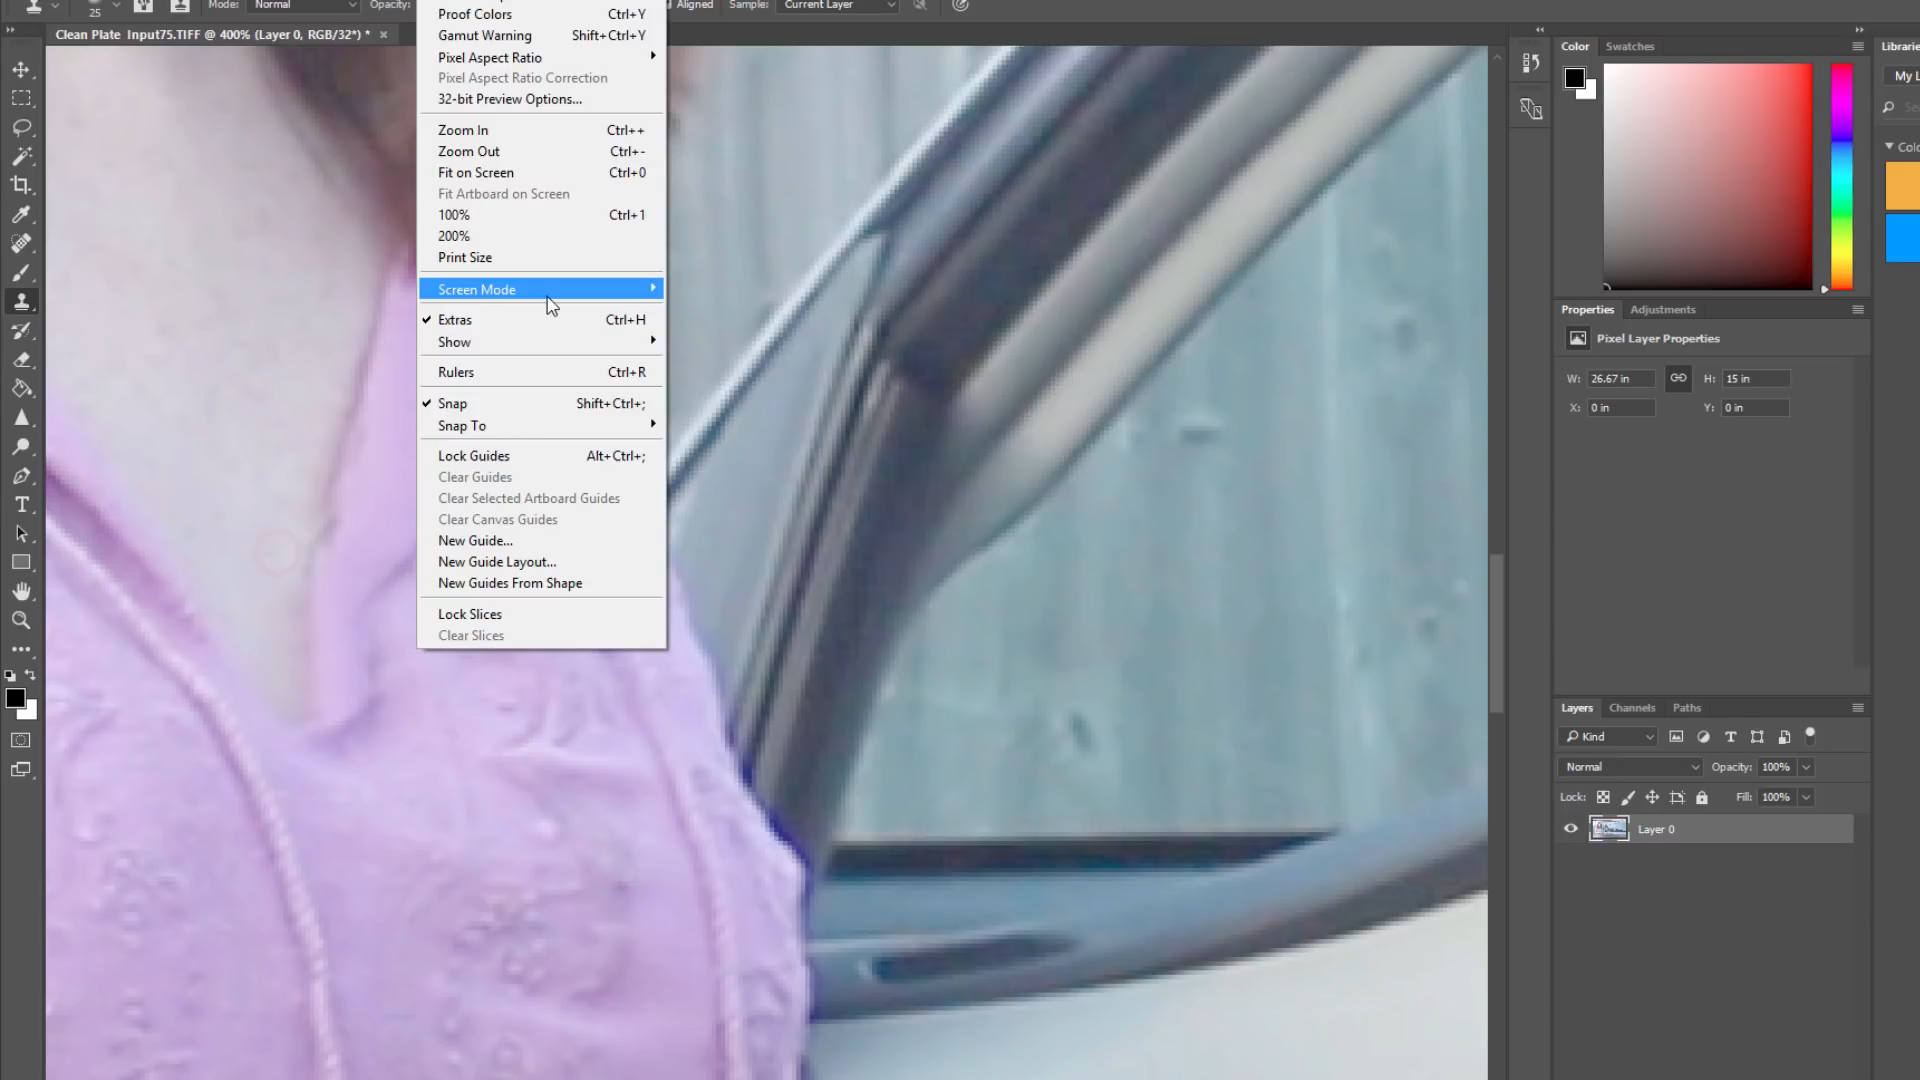 25
Mode: Normal
Opacity:
Aligned
Sample: Current Layer
Clean Plate Input75.TIFF @ 400% (Layer 0, RGB/32*) *
Proof Colors Ctrl+Y
Gamut Warning Shift+Ctrl+Y
Pixel Aspect Ratio
Pixel Aspect Ratio Correction
32-bit Preview Options...
Zoom In Ctrl++
Zoom Out Ctrl+-
Fit on Screen Ctrl+0
Fit Artboard on Screen
100% Ctrl+1
200%
Print Size
Screen Mode
Extras Ctrl+H
Show
Rulers Ctrl+R
Snap Shift+Ctrl+;
Snap To
Lock Guides Alt+Ctrl+;
Clear Guides
Clear Selected Artboard Guides
Clear Canvas Guides
New Guide...
New Guide Layout...
New Guides From Shape
Lock Slices
Clear Slices
Color Swatches
Properties Adjustments
Pixel Layer Properties
W: 26.67 in H: 15 in
X: 0 in Y: 0 in
Layers Channels Paths
Kind
Normal Opacity: 100%
Lock: Fill: 100%
Layer 0
My L